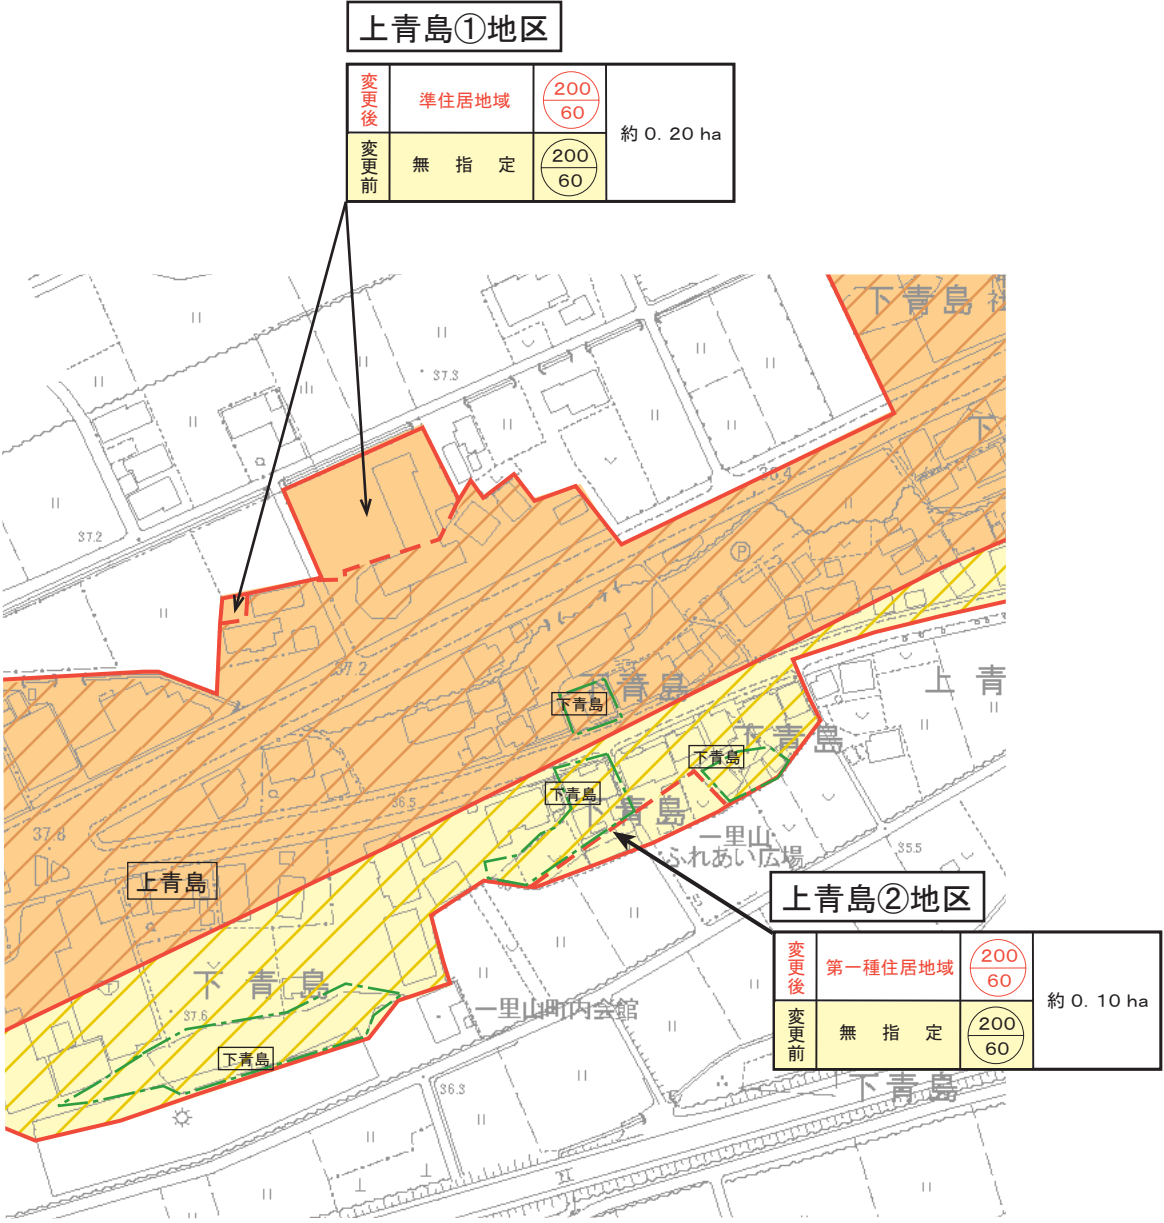 上青島①地区
変更後 準住居地域 200/60 約 0. 20 ha
変更前 無 指 定 200/60
下青島
37.3
下
36.4
37.2
P
37.2
下青島
上 青
下青島
下青島
下青島
下青島
36.5
下青島
37.8
一里山
ふれあい広場
35.5
上青島
上青島②地区
変更後 第一種住居地域 200/60 約 0. 10 ha
変更前 無 指 定 200/60
下 青 島
37.6
一里山町内会館
下青島
36.3
下青島